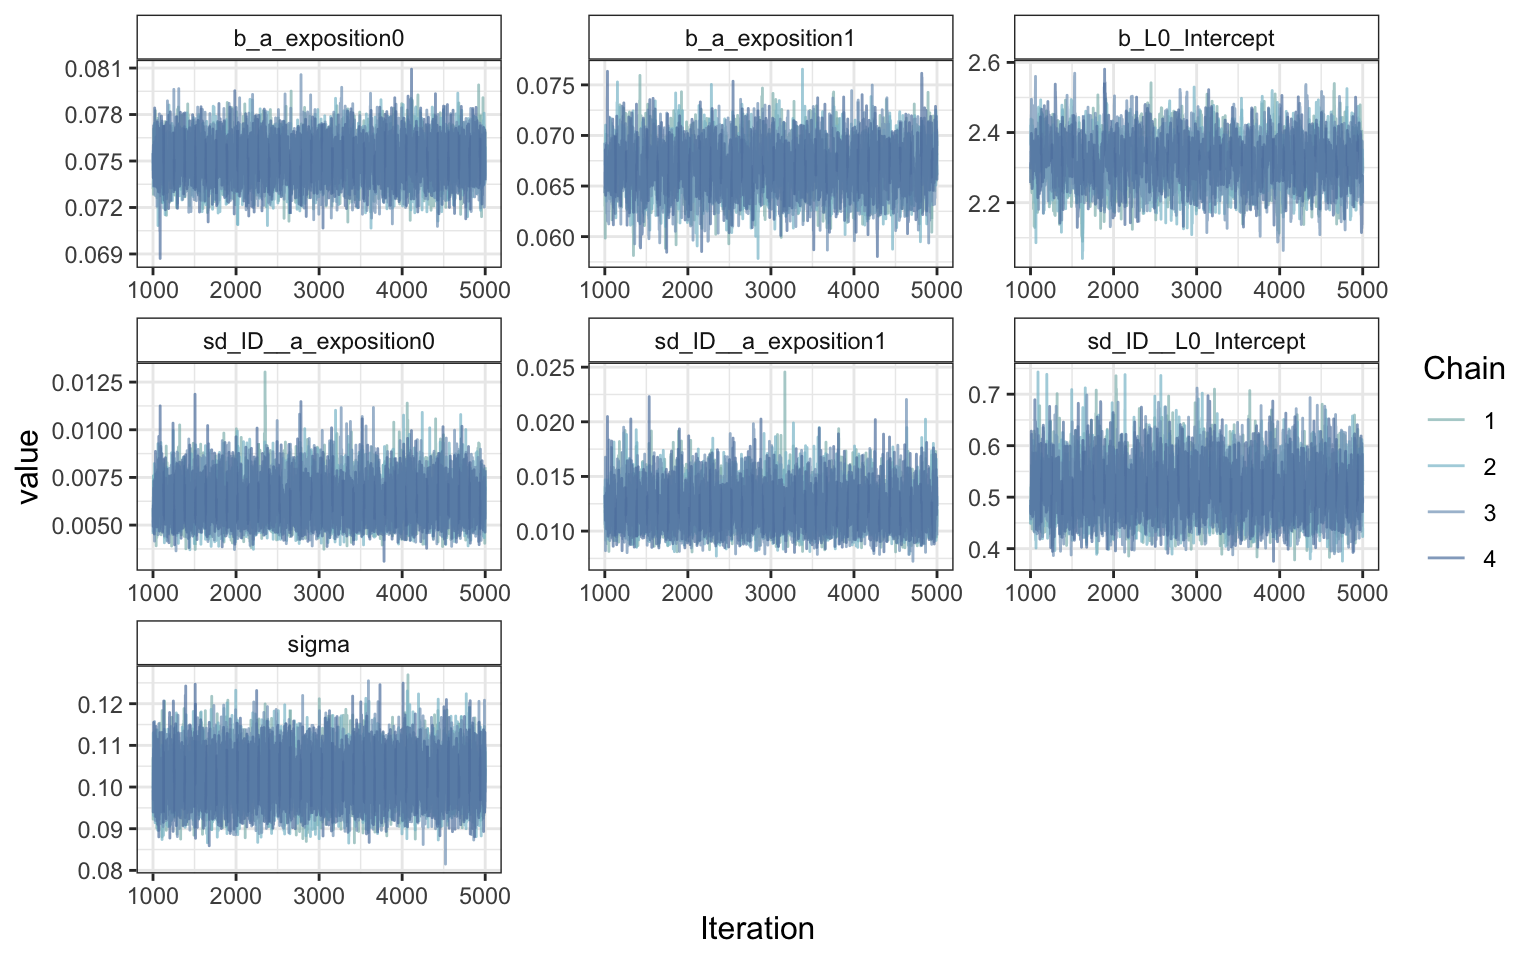 b_a_exposition0
b_a_exposition1
b_L0_Intercept
0.081
0.078
0.075
0.072
0.069
1000 2000 3000 4000 5000
0.075
0.070
0.065
0.060
1000 2000 3000 4000 5000
2.6
2.4
2.2
1000 2000 3000 4000 5000
sd_ID__a_exposition0
sd_ID__a_exposition1
sd_ID__L0_Intercept
0.0125
0.0100
0.0075
0.0050
1000 2000 3000 4000 5000
0.025
0.020
0.015
0.010
1000 2000 3000 4000 5000
0.7
0.6
0.5
0.4
1000 2000 3000 4000 5000
sigma
0.12
0.11
0.10
0.09
0.08
1000 2000 3000 4000 5000
value
Iteration
Chain
1
2
3
4